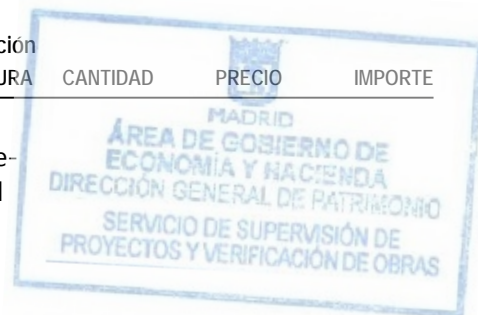 ción
URA CANTIDAD PRECIO IMPORTE
MADRID
ÁREA DE GOBIERNO DE
ECONOMÍA Y HACIENDA
DIRECCIÓN GENERAL DE PATRIMONIO
SERVICIO DE SUPERVISIÓN DE
PROYECTOS Y VERIFICACIÓN DE OBRAS
e-